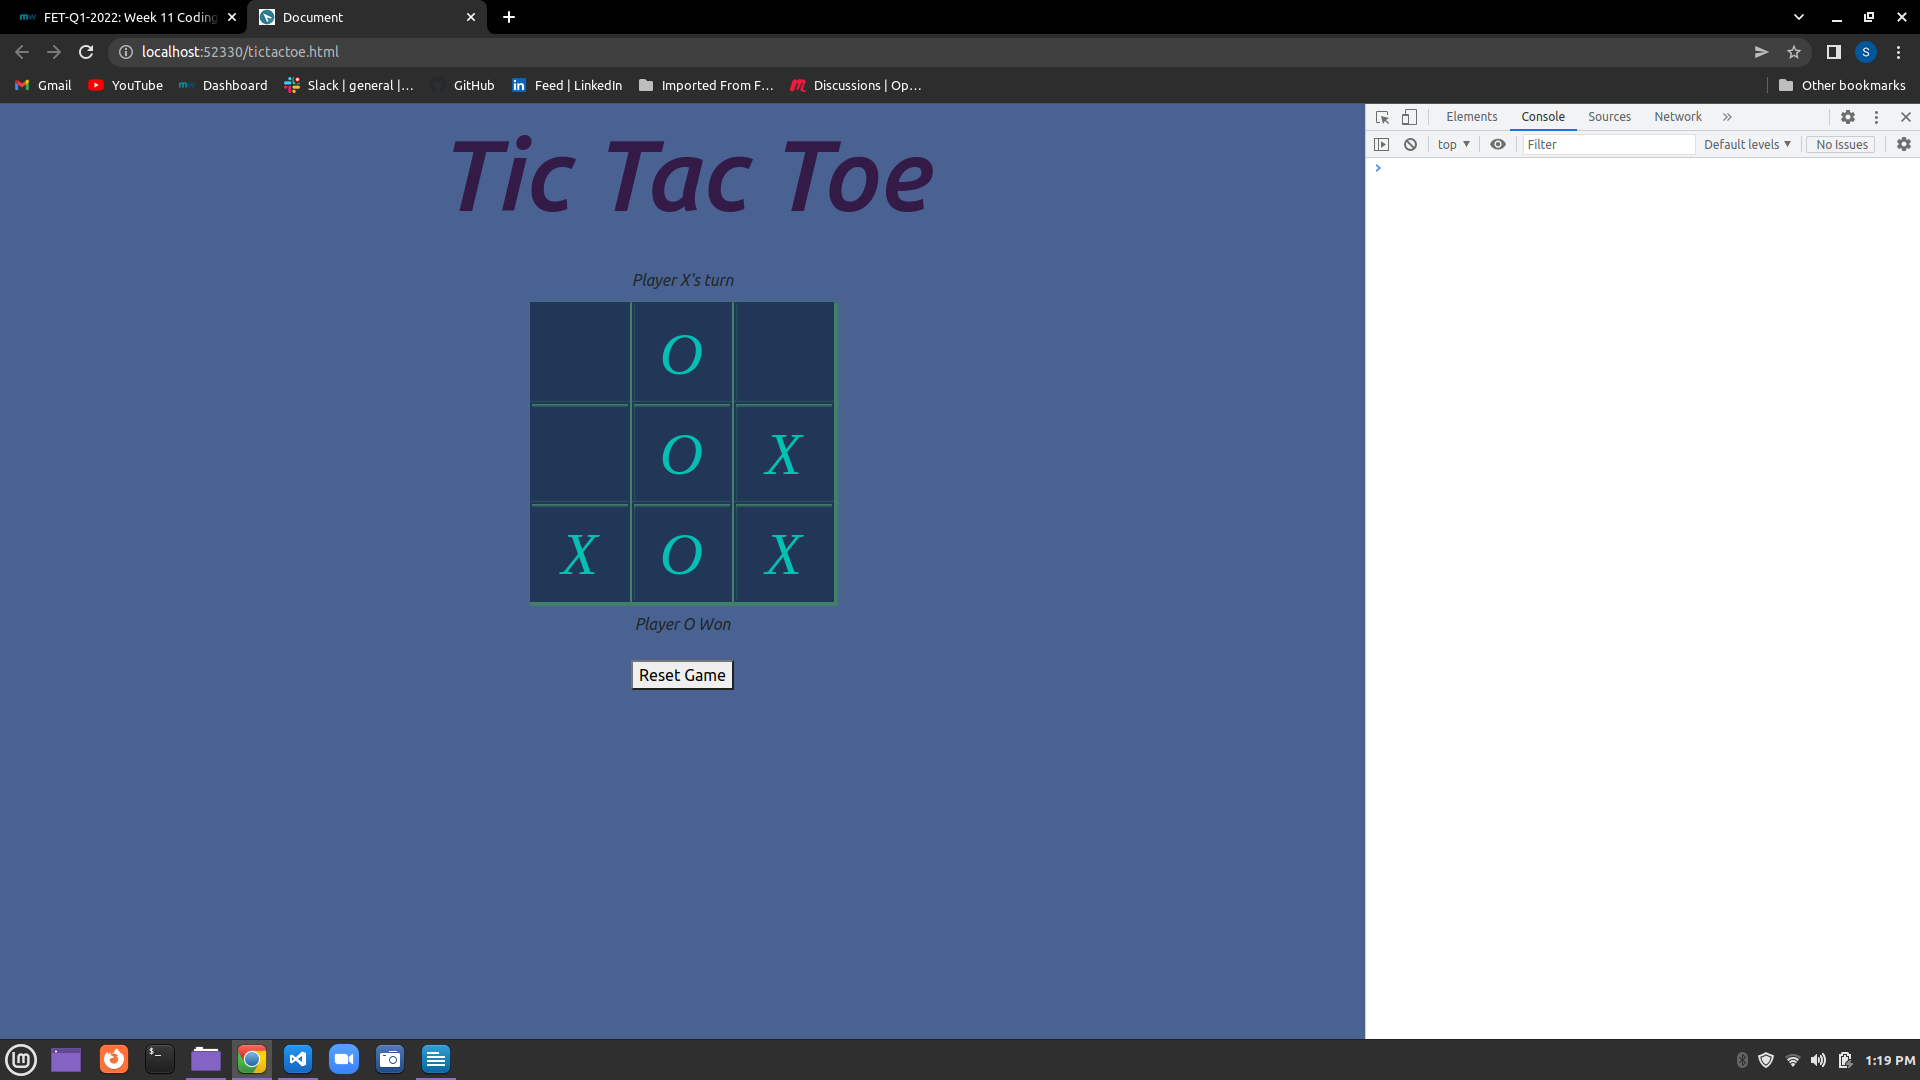 FET-Q1-2022: Week 11 Coding
Document
localhost:52330/tictactoe.html
S
Gmail YouTube Dashboard Slack | general |… GitHub Feed | LinkedIn Imported From F… Discussions | Op… Other bookmarks
Elements Console Sources Network
top Filter Default levels No Issues
Tic Tac Toe
Player X's turn
O
O X
X O X
Player O Won
Reset Game
1:19 PM